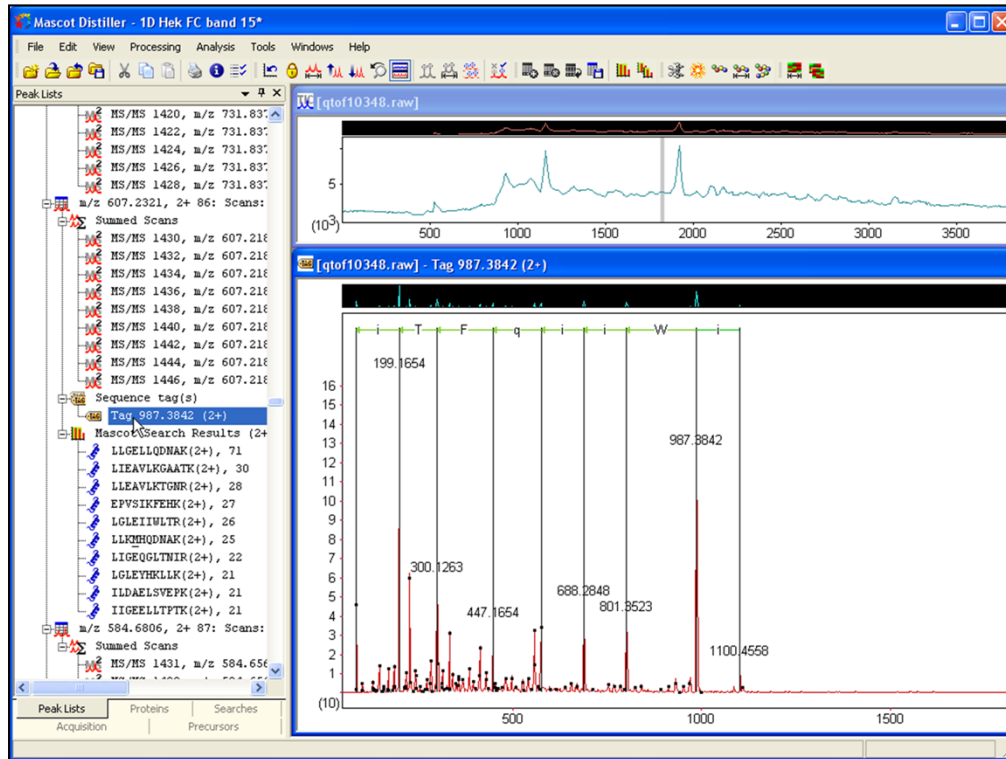 Mascot Distiller - 1D Hek FC band 15*
File Edit View Processing Analysis Tools Windows Help
Peak Lists
MS/MS 1420, m/z 731.837
MS/MS 1422, m/z 731.837
MS/MS 1424, m/z 731.837
MS/MS 1426, m/z 731.837
MS/MS 1428, m/z 731.837
m/z 607.2321, 2+ 86: Scans:
Summed Scans
MS/MS 1430, m/z 607.218
MS/MS 1432, m/z 607.218
MS/MS 1434, m/z 607.218
MS/MS 1436, m/z 607.218
MS/MS 1438, m/z 607.218
MS/MS 1440, m/z 607.218
MS/MS 1442, m/z 607.218
MS/MS 1444, m/z 607.218
MS/MS 1446, m/z 607.218
Sequence tag(s)
Tag 987.3842 (2+)
Mascot Search Results (2+
LLGELLQDNAK(2+), 71
LIEAVLKGAATK(2+), 30
LLEAVLKTGNR(2+), 28
EPVSIKFEHK(2+), 27
LGLEIIWLTR(2+), 26
LLKMHQDNAK(2+), 25
LIGEQGLTNIR(2+), 22
LGLEYHKLLK(2+), 21
ILDAELSVEPK(2+), 21
IIGEELLTPTK(2+), 21
m/z 584.6806, 2+ 87: Scans:
Summed Scans
MS/MS 1431, m/z 584.656
Peak Lists Proteins Searches
Acquisition Precursors
[qtof10348.raw]
5
(10³)
500 1000 1500 2000 2500 3000 3500
[qtof10348.raw] - Tag 987.3842 (2+)
i T F q i i W i
199.1654
16
15
14
13
12
11
10
9
8
7
6
5
4
3
2
1
(10)
987.3842
300.1263
447.1654
688.2848
801.3523
1100.4558
500 1000 1500